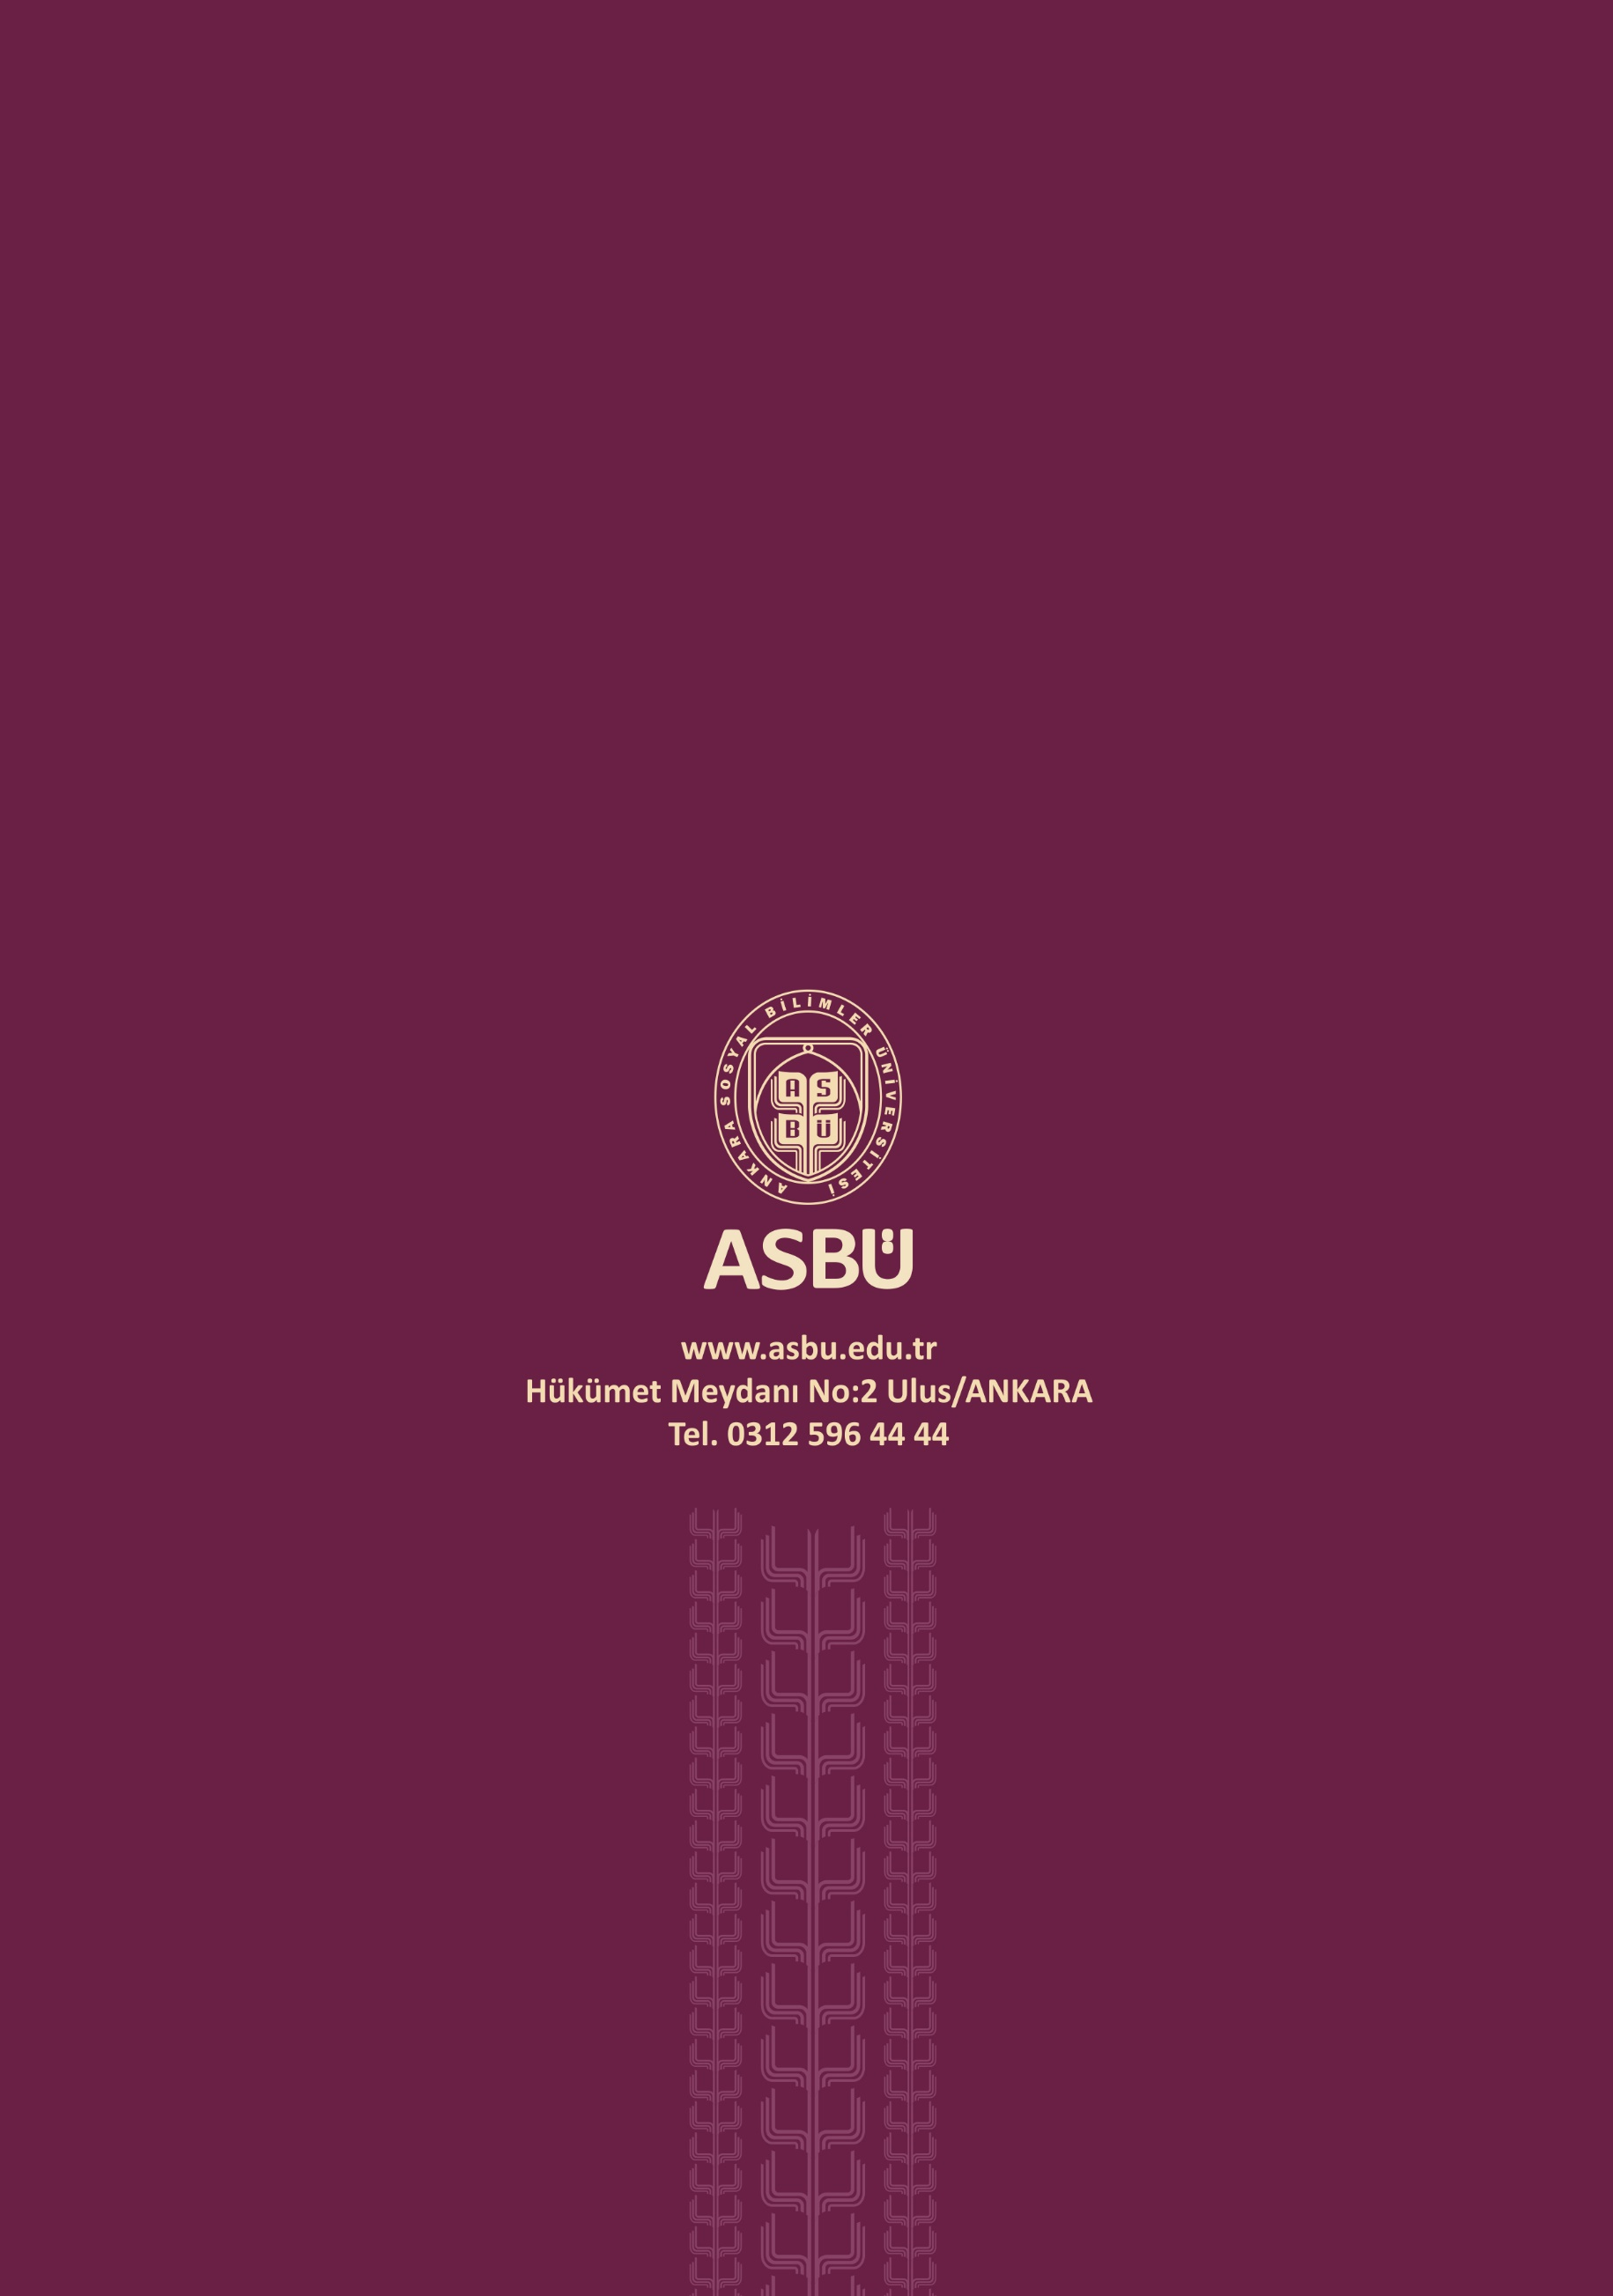 ANKARA SOSYAL BİLİMLER ÜNİVERSİTESİ
AS
BÜ
ASBÜ
www.asbu.edu.tr
Hükümet Meydanı No:2 Ulus/ANKARA
Tel. 0312 596 44 44